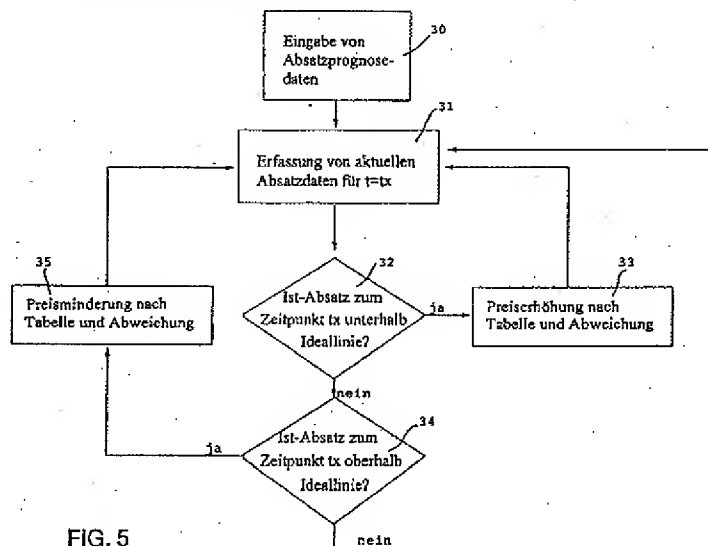 30
Eingabe von
Absatzprognose-
daten
31
Erfassung von aktuellen
Absatzdaten für t=tx
35
Preisminderung nach
Tabelle und Abweichung
32
Ist-Absatz zum
Zeitpunkt tx unterhalb
Ideallinie?
ja
33
Preiserhöhung nach
Tabelle und Abweichung
nein
34
Ist-Absatz zum
Zeitpunkt tx oberhalb
Ideallinie?
ja
nein
FIG. 5